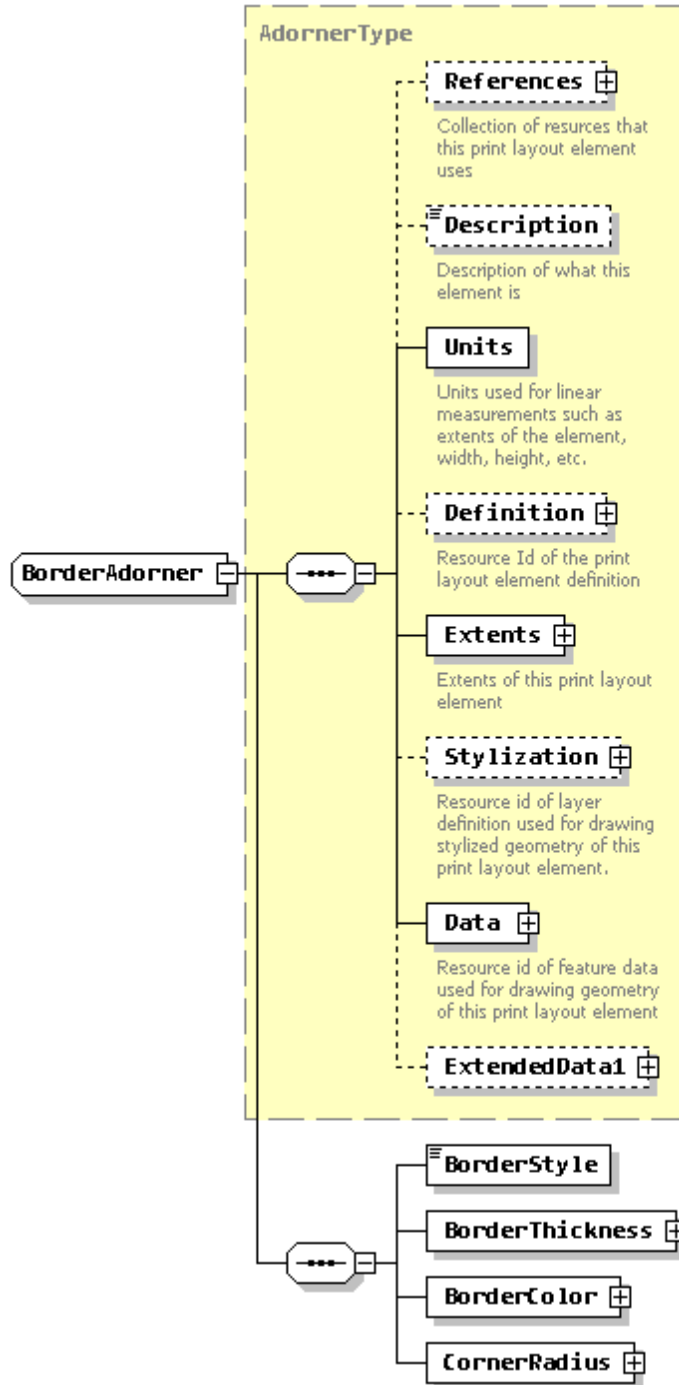 AdornerType
References
Collection of resurces that
this print layout element
uses
Description
Description of what this
element is
Units
Units used for linear
measurements such as
extents of the element,
width, height, etc.
Definition
Resource Id of the print
layout element definition
BorderAdorner
Extents
Extents of this print layout
element
Stylization
Resource id of layer
definition used for drawing
stylized geometry of this
print layout element.
Data
Resource id of feature data
used for drawing geometry
of this print layout element
ExtendedData1
BorderStyle
BorderThickness
BorderColor
CornerRadius